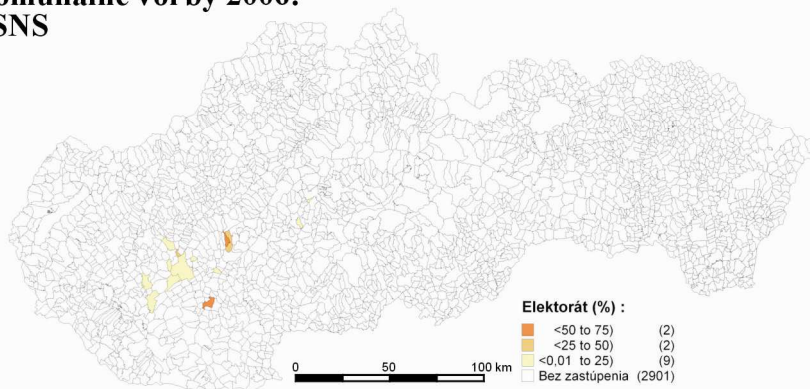 SNS
Elektorát (%) :
<50 to 75) (2)
<25 to 50) (2)
<0,01 to 25) (9)
Bez zastúpenia (2901)
0 50 100 km